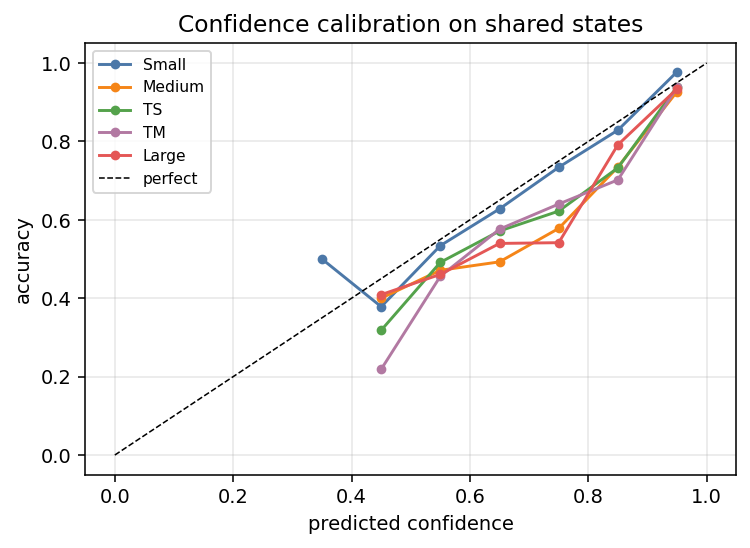 Confidence calibration on shared states
Small
Medium
TS
TM
Large
perfect
accuracy
1.0
0.8
0.6
0.4
0.2
0.0
0.0 0.2 0.4 0.6 0.8 1.0
predicted confidence